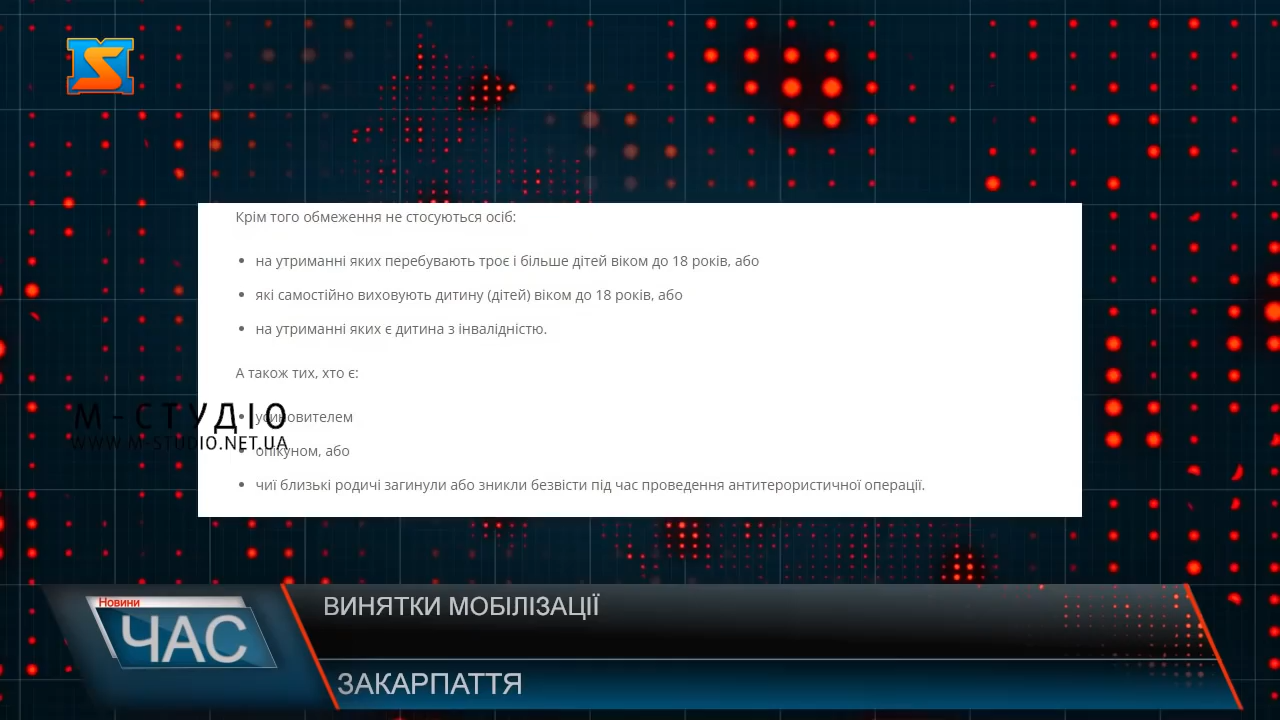 Крім того обмеження не стосуються осіб:
на утриманні яких перебувають троє і більше дітей віком до 18 років, або
які самостійно виховують дитину (дітей) віком до 18 років, або
на утриманні яких є дитина з інвалідністю.
А також тих, хто є:
М-СТУДІО
усиновителем
WWW.M-STUDIO.NET.UA
опікуном, або
чиї близькі родичі загинули або зникли безвісти під час проведення антитерористичної операції.
Новини
ЧАС
ВИНЯТКИ МОБІЛІЗАЦІЇ
ЗАКАРПАТТЯ